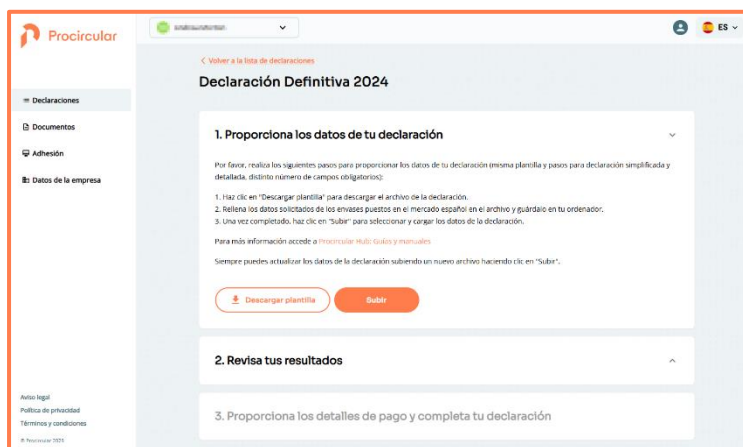 Procircular
ES
Declaraciones
Documentos
Adhesión
Datos de la empresa
Aviso legal
Política de privacidad
Términos y condiciones
© Procircular 2025
< Volver a la lista de declaraciones
Declaración Definitiva 2024
1. Proporciona los datos de tu declaración
Por favor, realiza los siguientes pasos para proporcionar los datos de tu declaración (misma plantilla y pasos para declaración simplificada y
detallada, distinto número de campos obligatorios):
1. Haz clic en "Descargar plantilla" para descargar el archivo de la declaración.
2. Rellena los datos solicitados de los envases puestos en el mercado español en el archivo y guárdalo en tu ordenador.
3. Una vez completado, haz clic en "Subir" para seleccionar y cargar los datos de la declaración.
Para más información accede a Procircular Hub: Guías y manuales
Siempre puedes actualizar los datos de la declaración subiendo un nuevo archivo haciendo clic en "Subir".
Descargar plantilla
Subir
2. Revisa tus resultados
3. Proporciona los detalles de pago y completa tu declaración